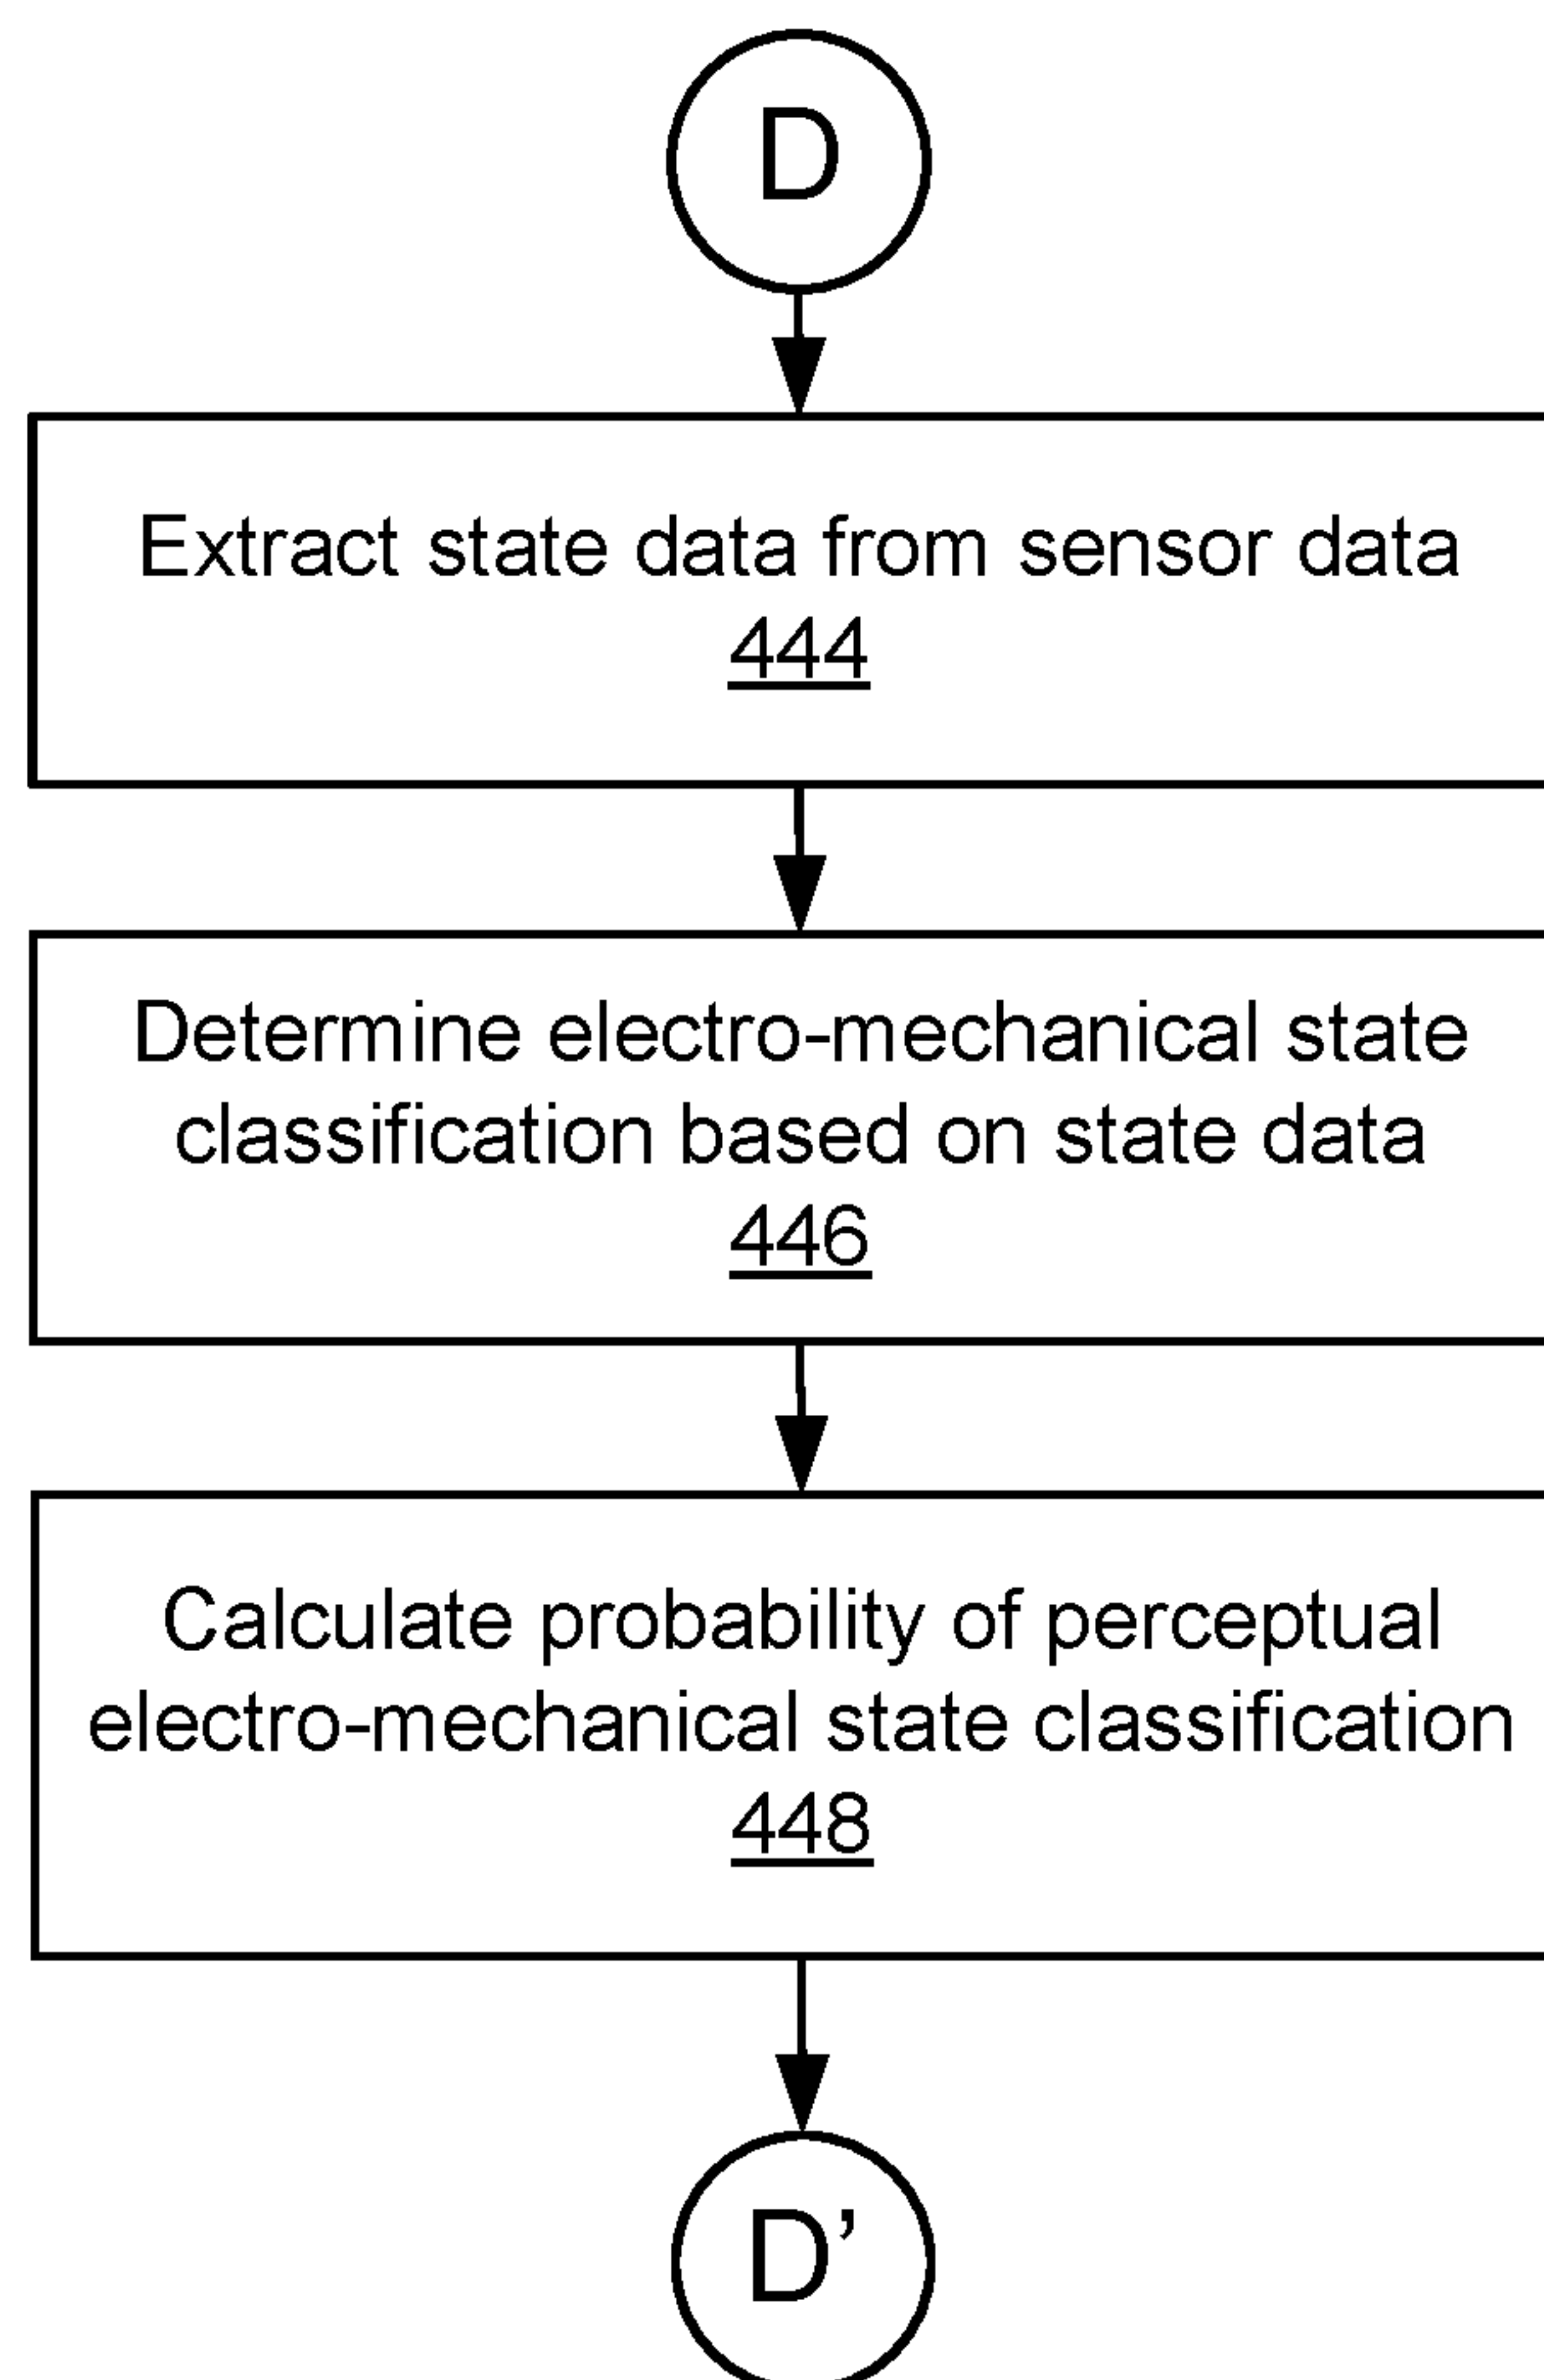 D
Extract state data from sensor data
444
Determine electro-mechanical state
classification based on state data
446
Calculate probability of perceptual
electro-mechanical state classification
448
D’